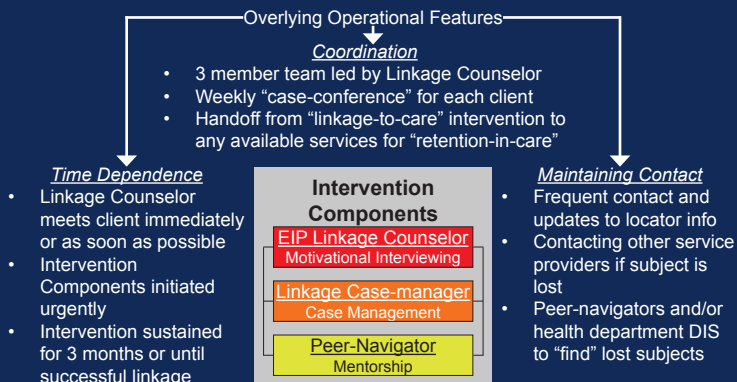 Overlying Operational Features
Coordination
• 3 member team led by Linkage Counselor
• Weekly “case-conference” for each client
• Handoff from “linkage-to-care” intervention to
any available services for “retention-in-care”
Time Dependence
• Linkage Counselor
meets client immediately
or as soon as possible
• Intervention
Components initiated
urgently
• Intervention sustained
for 3 months or until
successful linkage
Intervention
Components
EIP Linkage Counselor
Motivational Interviewing
Linkage Case-manager
Case Management
Peer-Navigator
Mentorship
Maintaining Contact
• Frequent contact and
updates to locator info
• Contacting other service
providers if subject is
lost
• Peer-navigators and/or
health department DIS
to “find” lost subjects